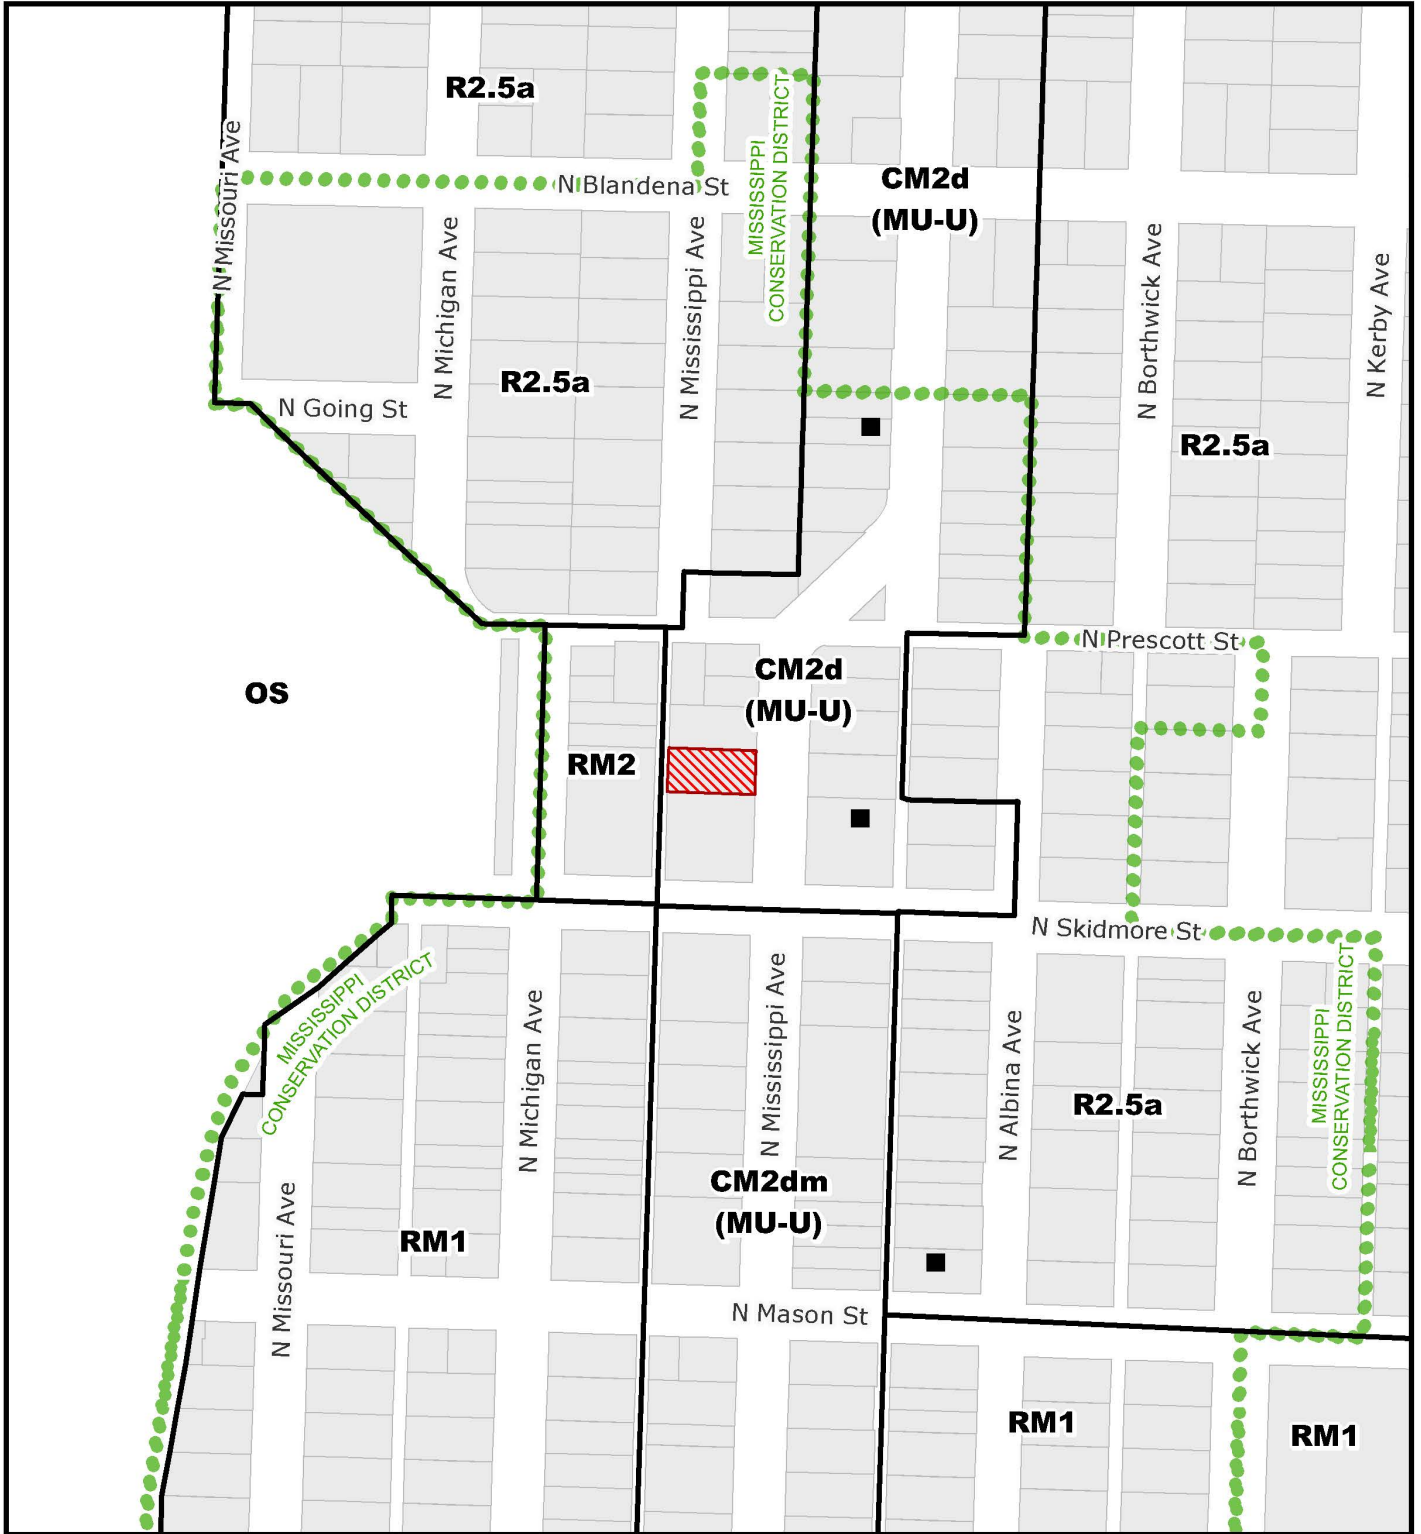 R2.5a
N Missouri Ave
MISSISSIPPI
CONSERVATION DISTRICT
CM2d
(MU-U)
N Blandena St
N Michigan Ave
N Mississippi Ave
N Borthwick Ave
N Kerby Ave
R2.5a
N Going St
R2.5a
N Prescott St
OS
CM2d
(MU-U)
RM2
N Skidmore St
MISSISSIPPI
CONSERVATION DISTRICT
N Michigan Ave
N Mississippi Ave
N Albina Ave
N Borthwick Ave
MISSISSIPPI
CONSERVATION DISTRICT
R2.5a
CM2dm
(MU-U)
N Missouri Ave
RM1
N Mason St
RM1
RM1